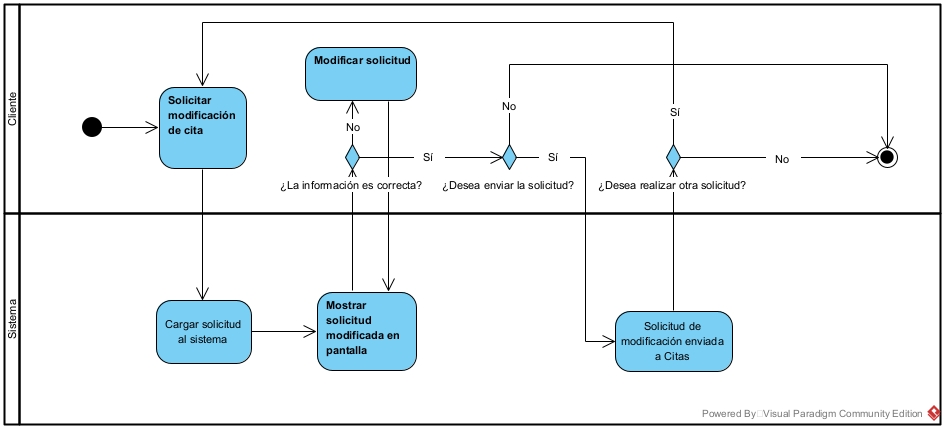 Cliente
Modificar solicitud
Solicitar
modificación
de cita
No
Sí
No
Sí
Sí
No
¿La información es correcta?
¿Desea enviar la solicitud?
¿Desea realizar otra solicitud?
Sistema
Cargar solicitud
al sistema
Mostrar
solicitud
modificada en
pantalla
Solicitud de
modificación enviada
a Citas
Powered By Visual Paradigm Community Edition